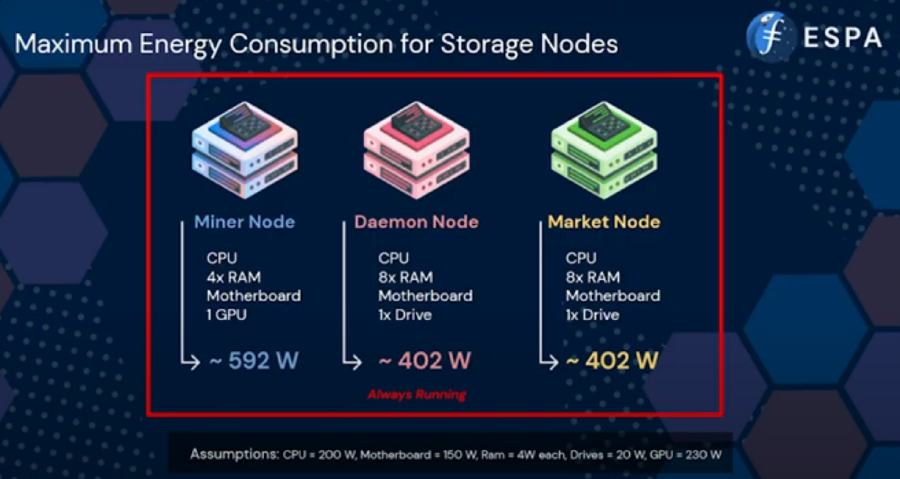 Maximum Energy Consumption for Storage Nodes
ESPA
Miner Node
CPU
4x RAM
Motherboard
1 GPU
~ 592 W
Daemon Node
CPU
8x RAM
Motherboard
1x Drive
~ 402 W
Always Running
Market Node
CPU
8x RAM
Motherboard
1x Drive
~ 402 W
Assumptions: CPU = 200 W, Motherboard = 150 W, Ram = 4W each, Drives = 20 W, GPU = 230 W